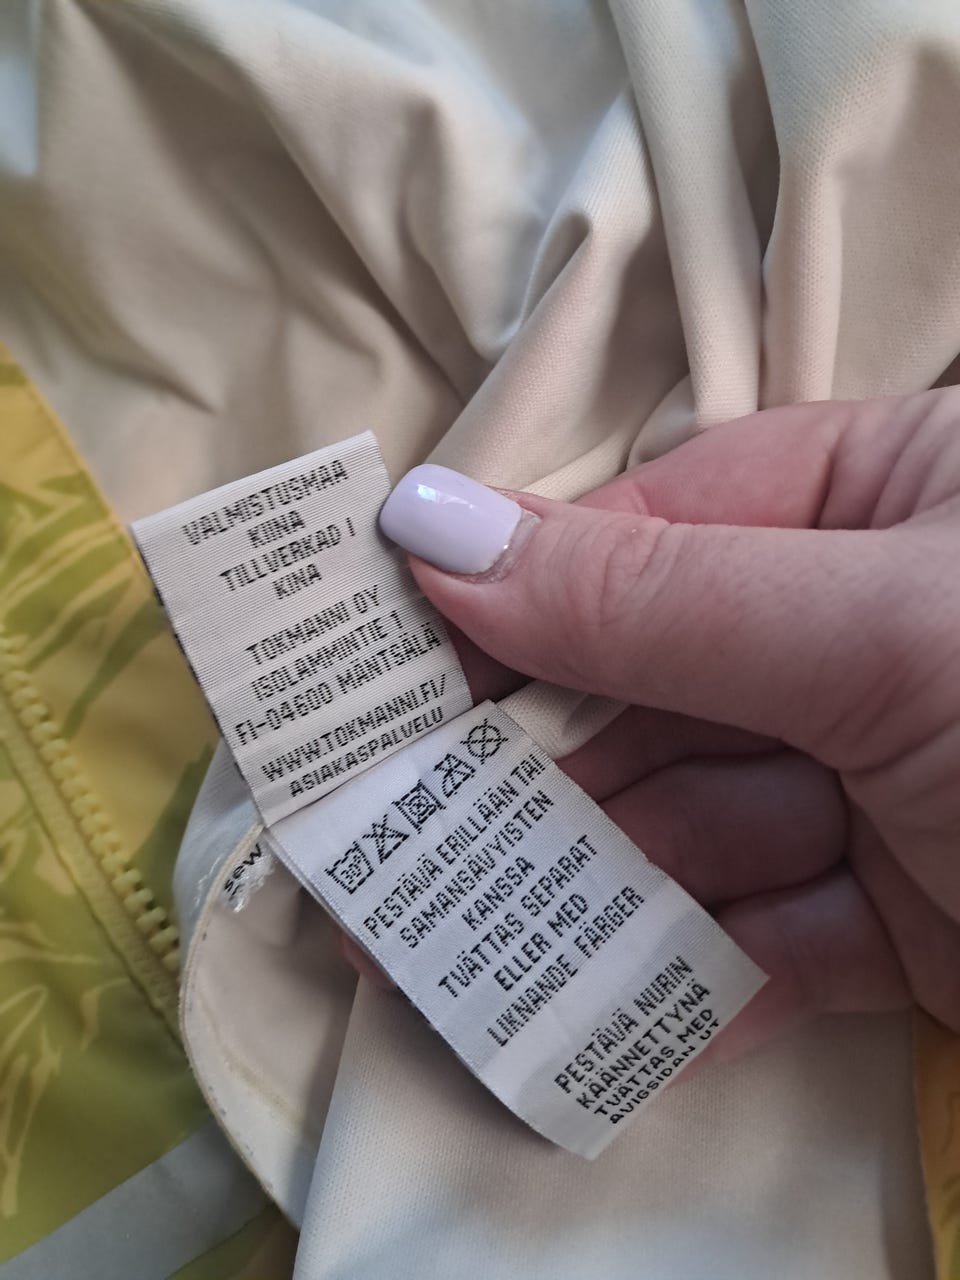 VALMISTUSMAA
KIINA
TILLVERKAD I
KINA
TOKMANNI OY
ISOLAMMINTIE 1
FI-04600 MÄNTSÄLÄ
WWW.TOKMANNI.FI/
ASIAKASPALVELU
30°
PESTÄVÄ ERILLÄÄN TAI
SAMANSÄVYISTEN
KANSSA
TVÄTTAS SEPARAT
ELLER MED
LIKNANDE FÄRGER
PESTÄVÄ NURIN
KÄÄNNETTYNÄ
TVÄTTAS MED
AVIGSIDAN UT